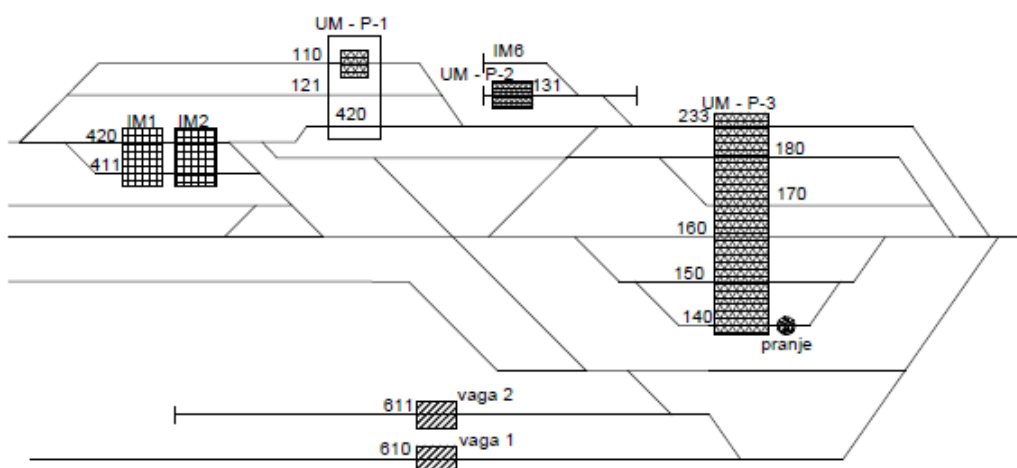 UM - P-1
110
IM6
UM - P-2
131
121
420
UM - P-3
233
IM1
IM2
420
180
411
170
160
150
140
pranje
611
vaga 2
610
vaga 1